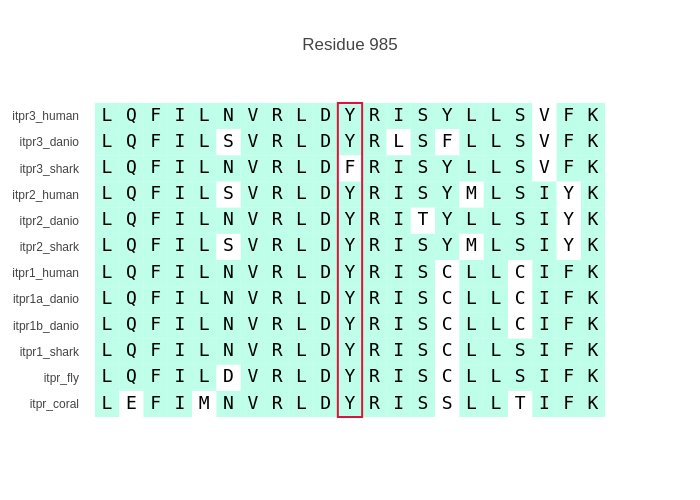 Residue 985
itpr3_human L Q F I L N V R L D Y R I S Y L L S V F K
itpr3_danio L Q F I L S V R L D Y R L S F L L S V F K
itpr3_shark L Q F I L N V R L D F R I S Y L L S V F K
itpr2_human L Q F I L S V R L D Y R I S Y M L S I Y K
itpr2_danio L Q F I L N V R L D Y R I T Y L L S I Y K
itpr2_shark L Q F I L S V R L D Y R I S Y M L S I Y K
itpr1_human L Q F I L N V R L D Y R I S C L L C I F K
itpr1a_danio L Q F I L N V R L D Y R I S C L L C I F K
itpr1b_danio L Q F I L N V R L D Y R I S C L L C I F K
itpr1_shark L Q F I L N V R L D Y R I S C L L S I F K
itpr_fly L Q F I L D V R L D Y R I S C L L S I F K
itpr_coral L E F I M N V R L D Y R I S S L L T I F K